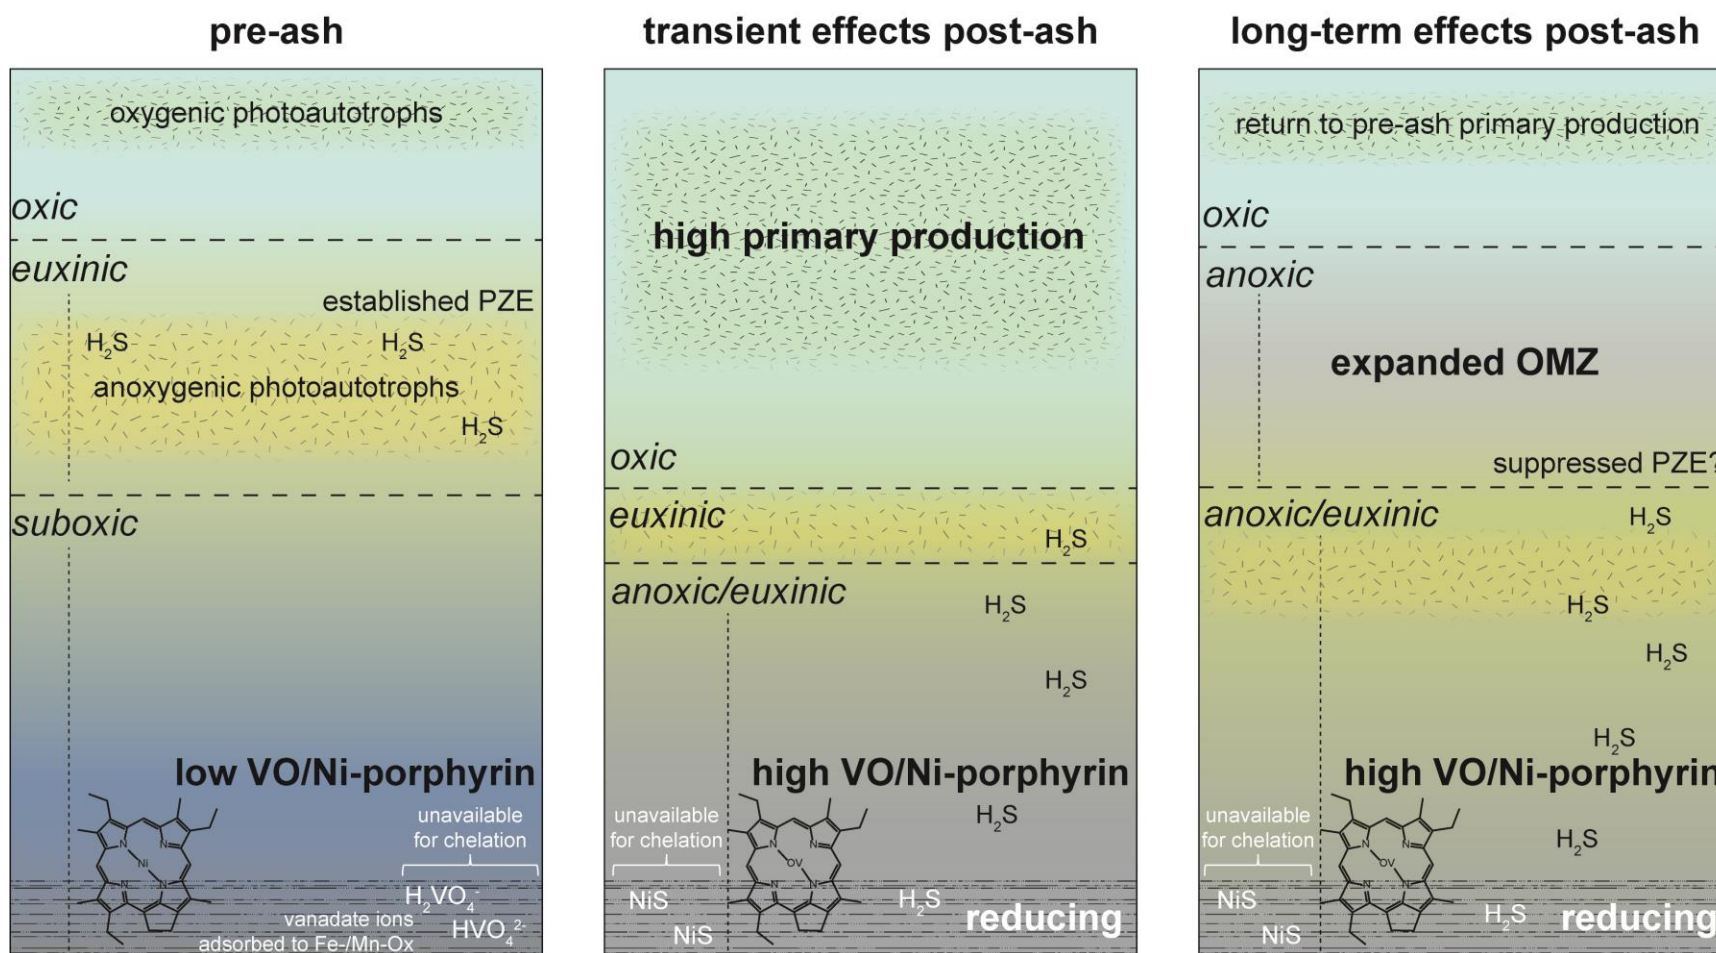 pre-ash
oxygenic photoautotrophs
oxic
euxinic
established PZE
H₂S
H₂S
anoxygenic photoautotrophs
H₂S
suboxic
low VO/Ni-porphyrin
unavailable
for chelation
N
N
Ni
N
N
H₂VO₄⁻
vanadate ions
HVO₄²⁻
adsorbed to Fe-/Mn-Ox
transient effects post-ash
high primary production
oxic
euxinic
H₂S
anoxic/euxinic
H₂S
H₂S
high VO/Ni-porphyrin
unavailable
for chelation
H₂S
N
N
OV
N
N
NiS
H₂S
reducing
NiS
long-term effects post-ash
return to pre-ash primary production
oxic
anoxic
expanded OMZ
suppressed PZE?
anoxic/euxinic
H₂S
H₂S
H₂S
H₂S
high VO/Ni-porphyrin
unavailable
for chelation
H₂S
N
N
OV
N
N
NiS
H₂S
reducing
NiS